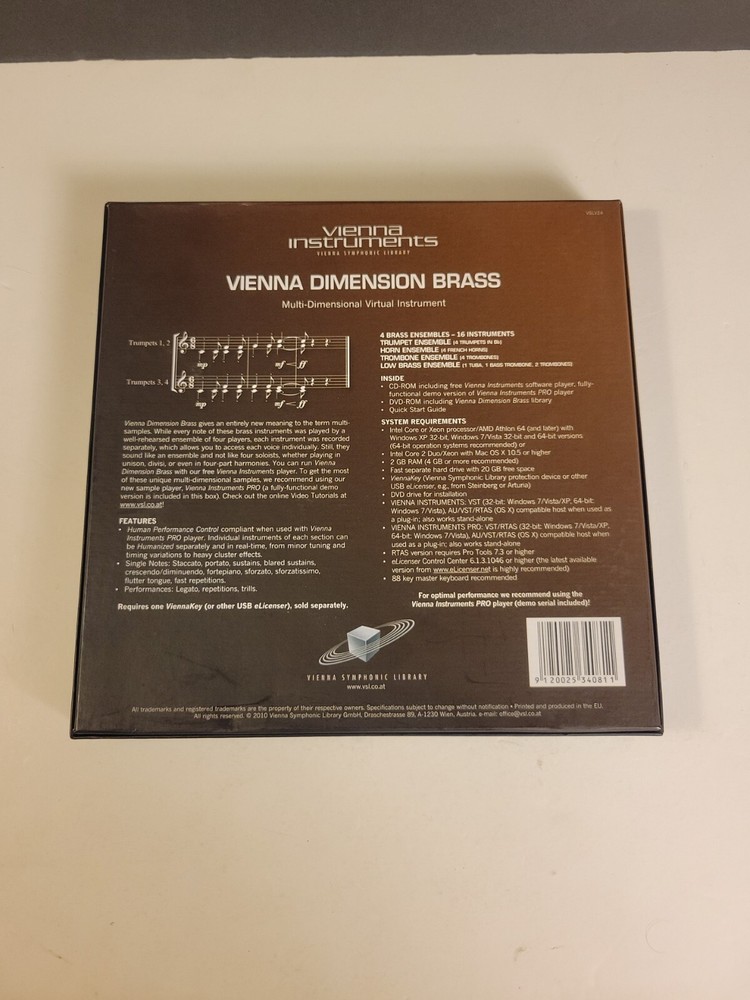 VSLV24
vienna
instruments
VIENNA SYMPHONIC LIBRARY
VIENNA DIMENSION BRASS
Multi-Dimensional Virtual Instrument
Trumpets 1, 2
mp
mf
ff
Trumpets 3, 4
mp
mf
ff
Vienna Dimension Brass gives an entirely new meaning to the term multi-
samples. While every note of these brass instruments was played by a
well-rehearsed ensemble of four players, each instrument was recorded
separately, which allows you to access each voice individually. Still, they
sound like an ensemble and not like four soloists, whether playing in
unison, divisi, or even in four-part harmonies. You can run Vienna
Dimension Brass with our free Vienna Instruments player. To get the most
of these unique multi-dimensional samples, we recommend using our
new sample player, Vienna Instruments PRO (a fully-functional demo
version is included in this box). Check out the online Video Tutorials at
www.vsl.co.at!
FEATURES
• Human Performance Control compliant when used with Vienna
Instruments PRO player. Individual instruments of each section can
be Humanized separately and in real-time, from minor tuning and
timing variations to heavy cluster effects.
• Single Notes: Staccato, portato, sustains, blared sustains,
crescendo/diminuendo, fortepiano, sforzato, sforzatissimo,
flutter tongue, fast repetitions.
• Performances: Legato, repetitions, trills.
Requires one ViennaKey (or other USB eLicenser), sold separately.
4 BRASS ENSEMBLES – 16 INSTRUMENTS
TRUMPET ENSEMBLE (4 TRUMPETS IN Bb)
HORN ENSEMBLE (4 FRENCH HORNS)
TROMBONE ENSEMBLE (4 TROMBONES)
LOW BRASS ENSEMBLE (1 TUBA, 1 BASS TROMBONE, 2 TROMBONES)
INSIDE
• CD-ROM including free Vienna Instruments software player, fully-
functional demo version of Vienna Instruments PRO player
• DVD-ROM including Vienna Dimension Brass library
• Quick Start Guide
SYSTEM REQUIREMENTS
• Intel Core or Xeon processor/AMD Athlon 64 (and later) with
Windows XP 32-bit, Windows 7/Vista 32-bit and 64-bit versions
(64-bit operation systems recommended) or
• Intel Core 2 Duo/Xeon with Mac OS X 10.5 or higher
• 2 GB RAM (4 GB or more recommended)
• Fast separate hard drive with 20 GB free space
• ViennaKey (Vienna Symphonic Library protection device or other
USB eLicenser, e.g., from Steinberg or Arturia)
• DVD drive for installation
• VIENNA INSTRUMENTS: VST (32-bit: Windows 7/Vista/XP, 64-bit:
Windows 7/Vista), AU/VST/RTAS (OS X) compatible host when used as
a plug-in; also works stand-alone
• VIENNA INSTRUMENTS PRO: VST/RTAS (32-bit: Windows 7/Vista/XP,
64-bit: Windows 7/Vista), AU/VST/RTAS (OS X) compatible host when
used as a plug-in; also works stand-alone
• RTAS version requires Pro Tools 7.3 or higher
• eLicenser Control Center 6.1.3.1046 or higher (the latest available
version from www.eLicenser.net is highly recommended)
• 88 key master keyboard recommended
For optimal performance we recommend using the
Vienna Instruments PRO player (demo serial included)!
VIENNA SYMPHONIC LIBRARY
www.vsl.co.at
9 120025 340811
All trademarks and registered trademarks are the property of their respective owners. Specifications subject to change without notification • Printed and produced in the EU.
All rights reserved. © 2010 Vienna Symphonic Library GmbH, Draschestrasse 89, A-1230 Wien, Austria. e-mail: office@vsl.co.at